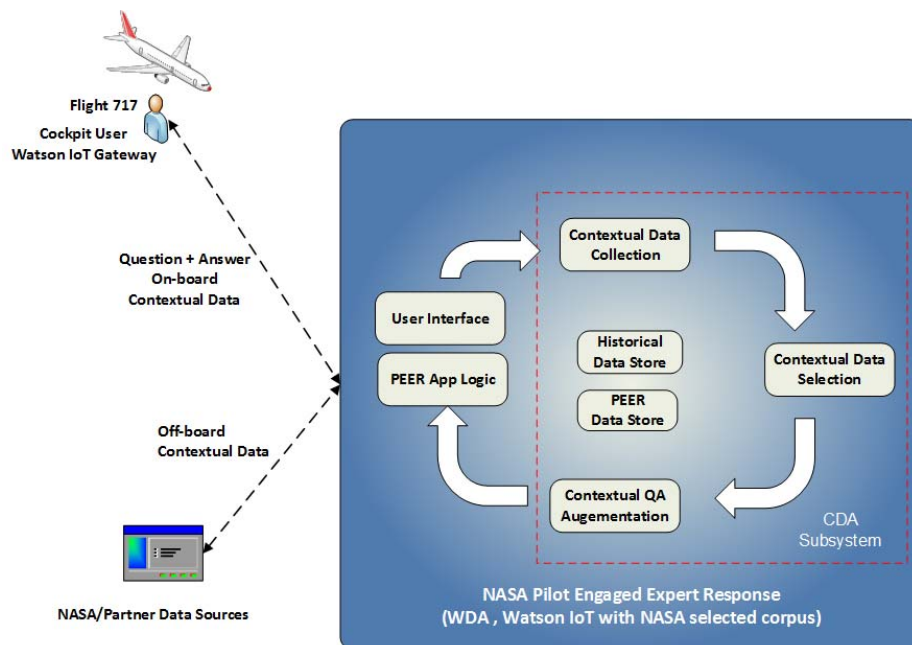 Flight 717
Cockpit User
Watson IoT Gateway
Question + Answer
On-board
Contextual Data
Off-board
Contextual Data
NASA/Partner Data Sources
User Interface
PEER App Logic
Contextual Data
Collection
Historical
Data Store
PEER
Data Store
Contextual Data
Selection
Contextual QA
Augementation
CDA
Subsystem
NASA Pilot Engaged Expert Response
(WDA , Watson IoT with NASA selected corpus)